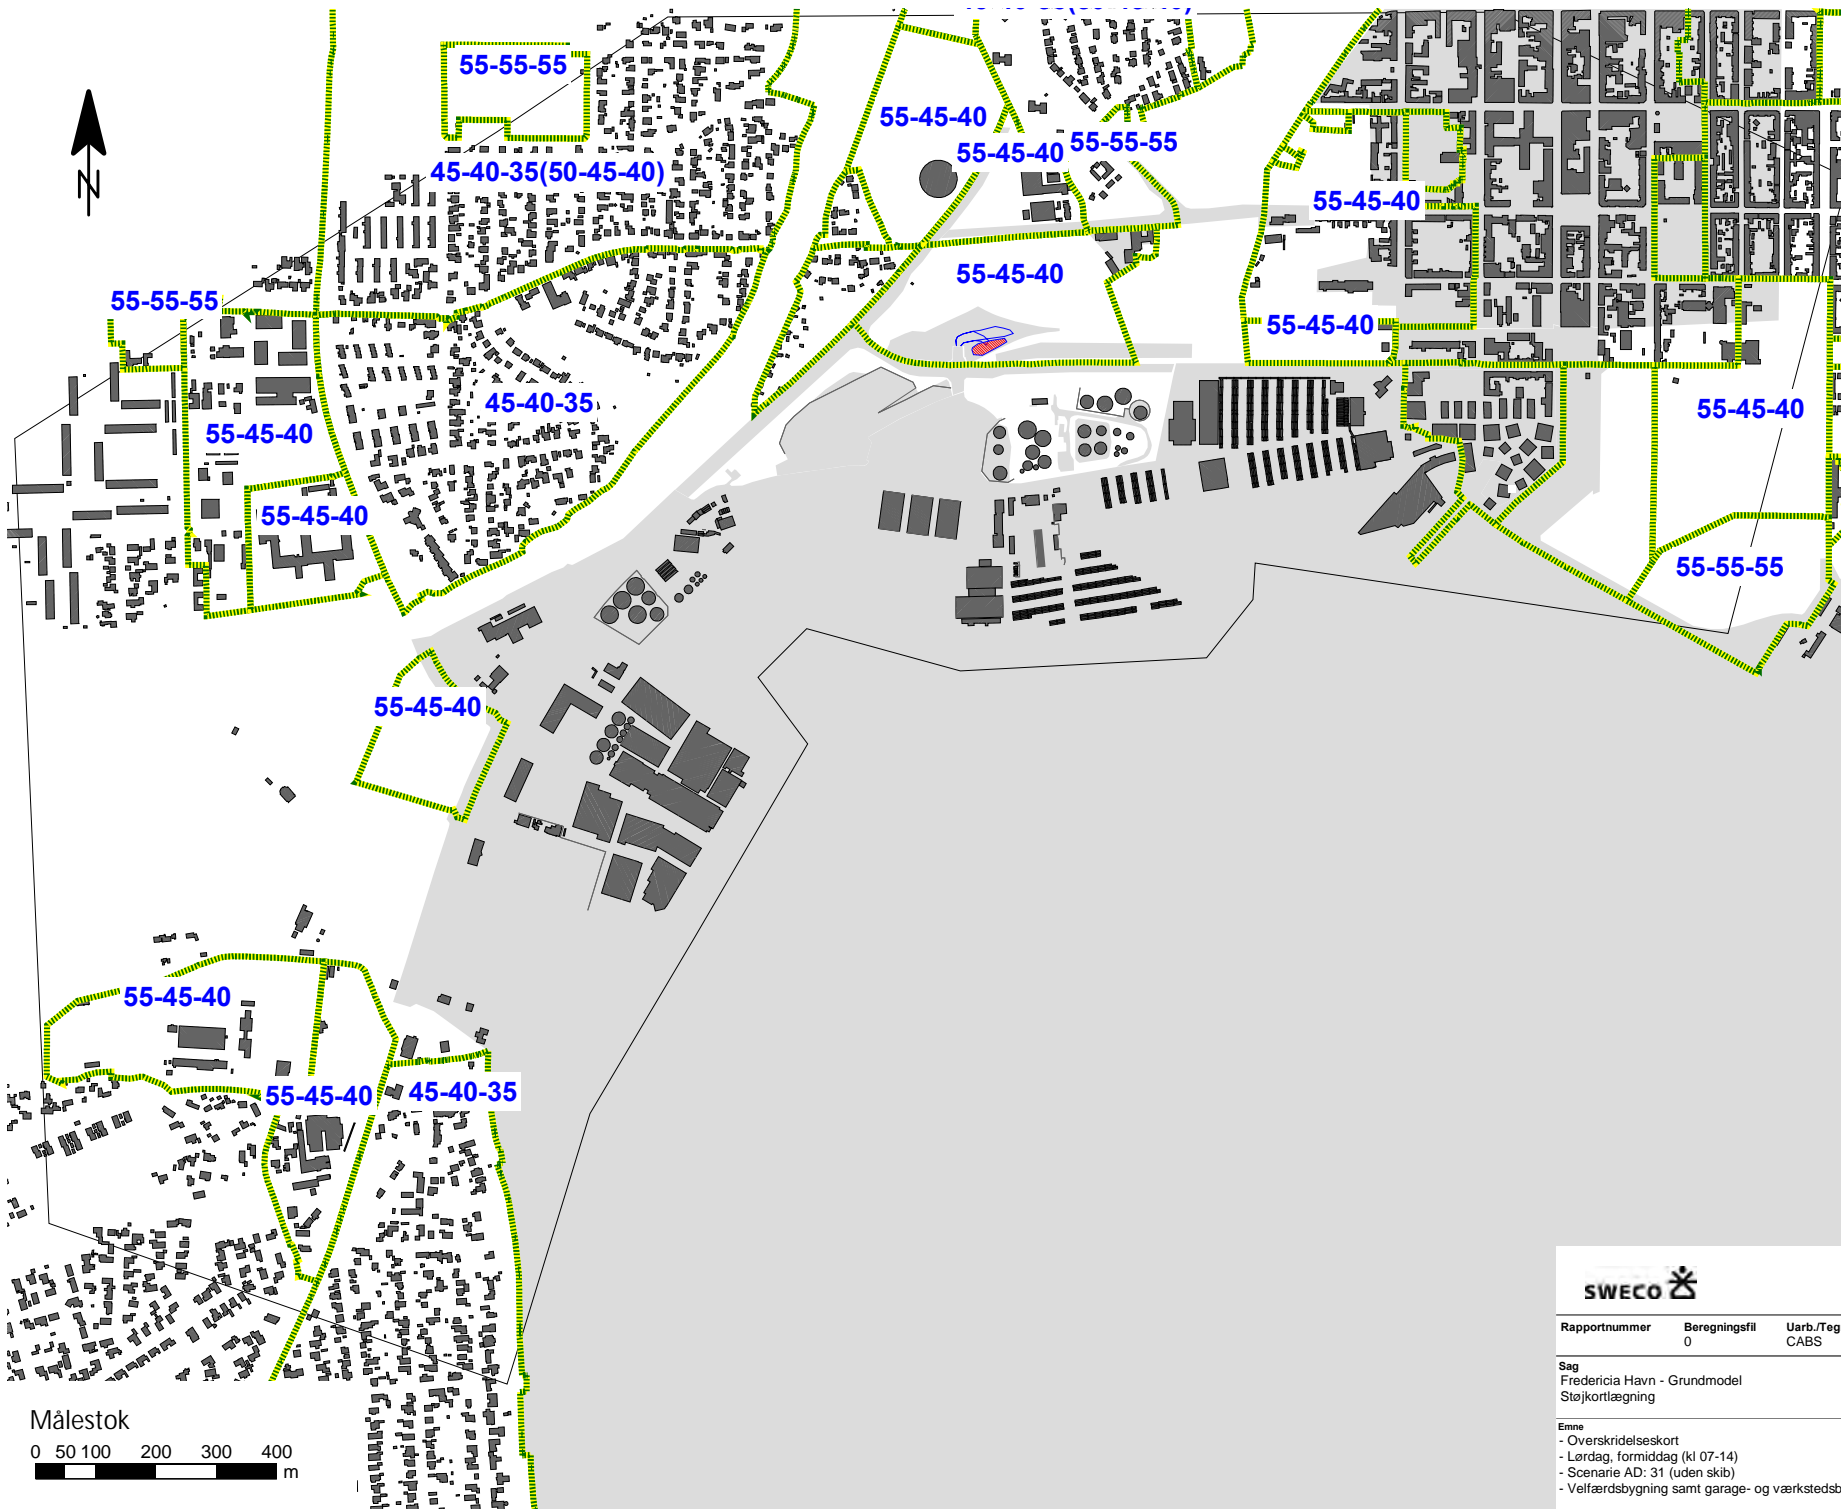 55-55-55
55-45-40
55-45-40
55-55-55
45-40-35(50-45-40)
55-45-40
N
55-45-40
55-55-55
55-45-40
45-40-35
55-45-40
55-45-40
55-45-40
55-55-55
55-45-40
55-45-40
55-45-40
45-40-35
SWECO
Rapportnummer Beregningsfil
0 CABS
Sag
Fredericia Havn - Grundmodel
Støjkortlægning
Emne
- Overskridelseskort
- Lørdag, formiddag (kl 07-14)
- Scenarie AD: 31 (uden skib)
- Velfærdsbygning samt garage- og
Målestok
0 50 100 200 300 400
m